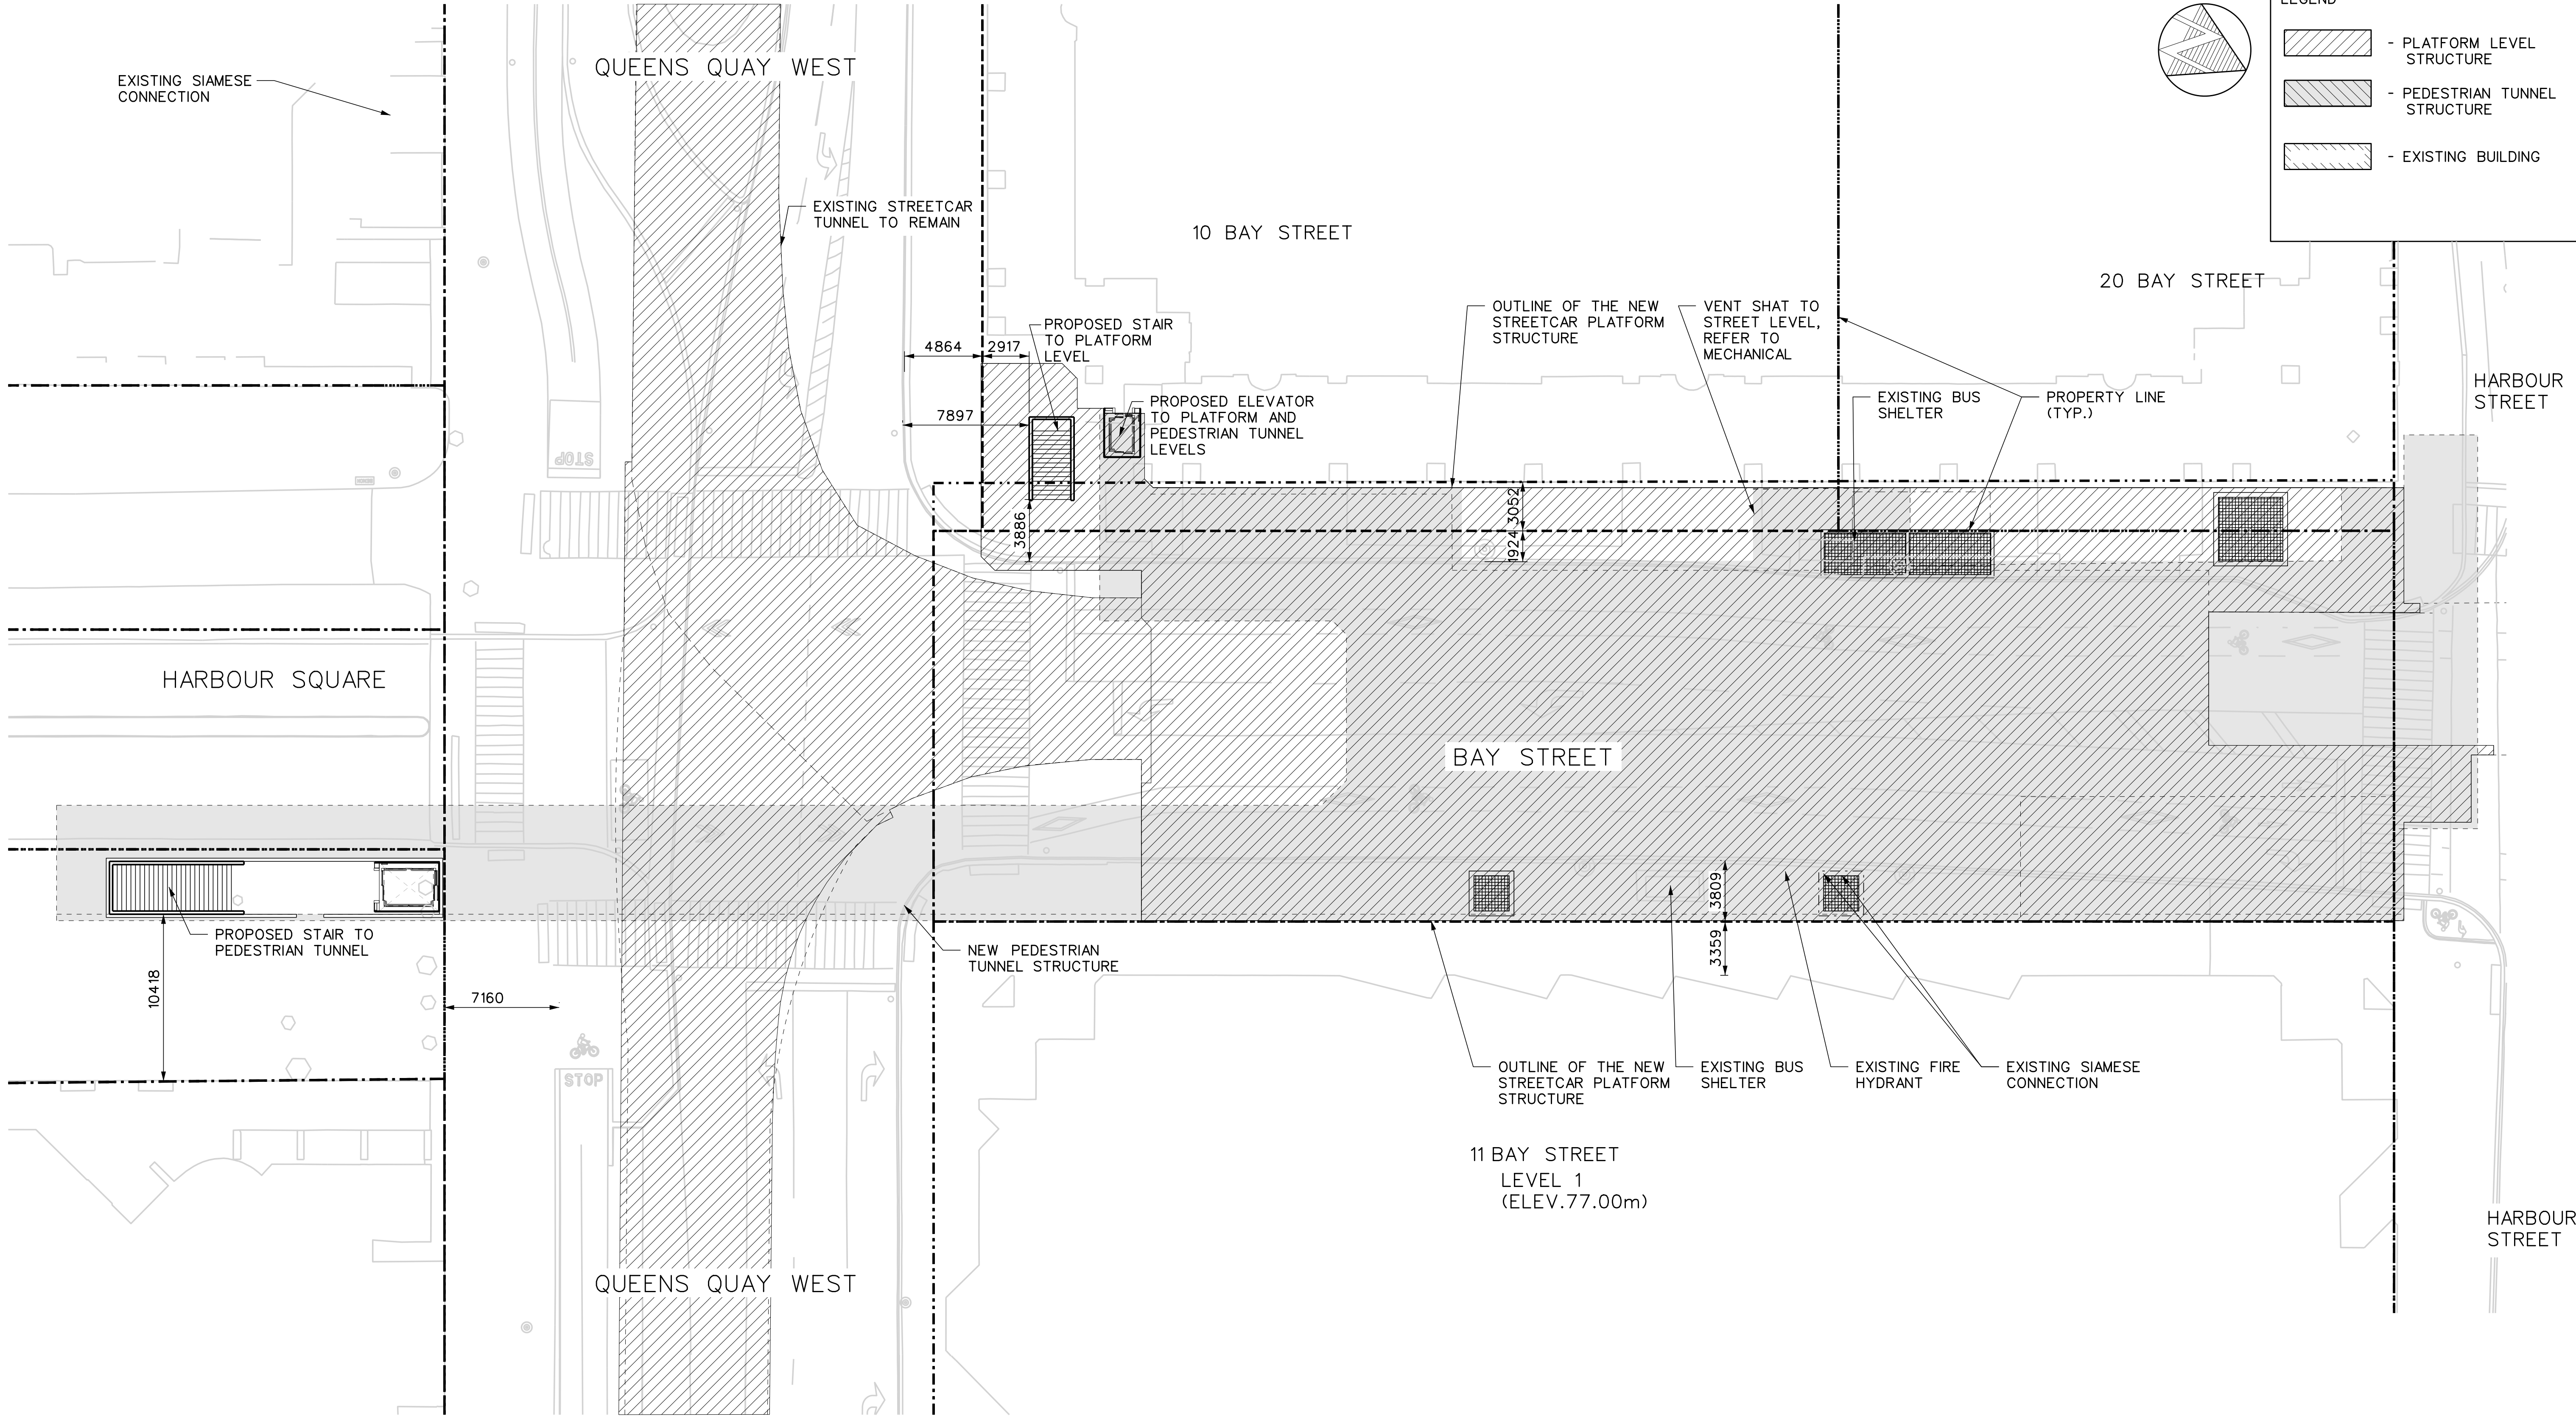 LEGEND
- PLATFORM LEVEL
STRUCTURE
- PEDESTRIAN TUNNEL
STRUCTURE
- EXISTING BUILDING
QUEENS QUAY WEST
EXISTING SIAMESE
CONNECTION
EXISTING STREETCAR
TUNNEL TO REMAIN
10 BAY STREET
20 BAY STREET
PROPOSED STAIR
TO PLATFORM
LEVEL
4864
2917
OUTLINE OF THE NEW
STREETCAR PLATFORM
STRUCTURE
VENT SHAT TO
STREET LEVEL,
REFER TO
MECHANICAL
HARBOUR
STREET
PROPOSED ELEVATOR
TO PLATFORM AND
PEDESTRIAN TUNNEL
LEVELS
7897
EXISTING BUS
SHELTER
PROPERTY LINE
(TYP.)
STOP
3886
3052
1924
HARBOUR SQUARE
BAY STREET
3809
3359
PROPOSED STAIR TO
PEDESTRIAN TUNNEL
NEW PEDESTRIAN
TUNNEL STRUCTURE
10418
7160
STOP
OUTLINE OF THE NEW
STREETCAR PLATFORM
STRUCTURE
EXISTING BUS
SHELTER
EXISTING FIRE
HYDRANT
EXISTING SIAMESE
CONNECTION
11 BAY STREET
LEVEL 1
(ELEV.77.00m)
HARBOUR
STREET
QUEENS QUAY WEST